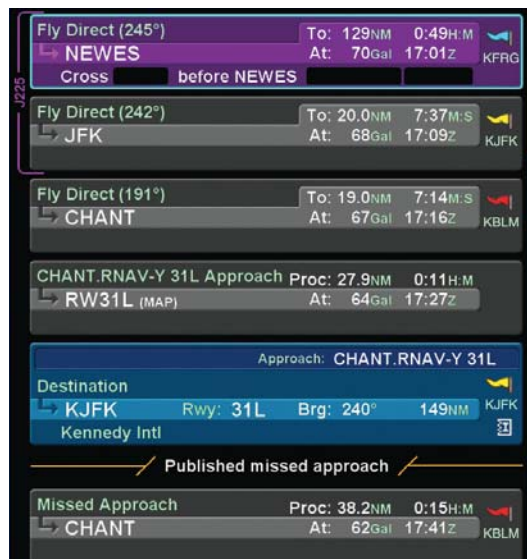 J225
Fly Direct (245°) To: 129NM 0:49H:M
NEWES At: 70Gal 17:01Z KFRG
Cross before NEWES
Fly Direct (242°) To: 20.0NM 7:37M:S
JFK At: 68Gal 17:09Z KJFK
Fly Direct (191°) To: 19.0NM 7:14M:S
CHANT At: 67Gal 17:16Z KBLM
CHANT.RNAV-Y 31L Approach Proc: 27.9NM 0:11H:M
RW31L (MAP) At: 64Gal 17:27Z
Approach: CHANT.RNAV-Y 31L
Destination
KJFK Rwy: 31L Brg: 240° 149NM KJFK
Kennedy Intl
Published missed approach
Missed Approach Proc: 38.2NM 0:15H:M
CHANT At: 62Gal 17:41Z KBLM